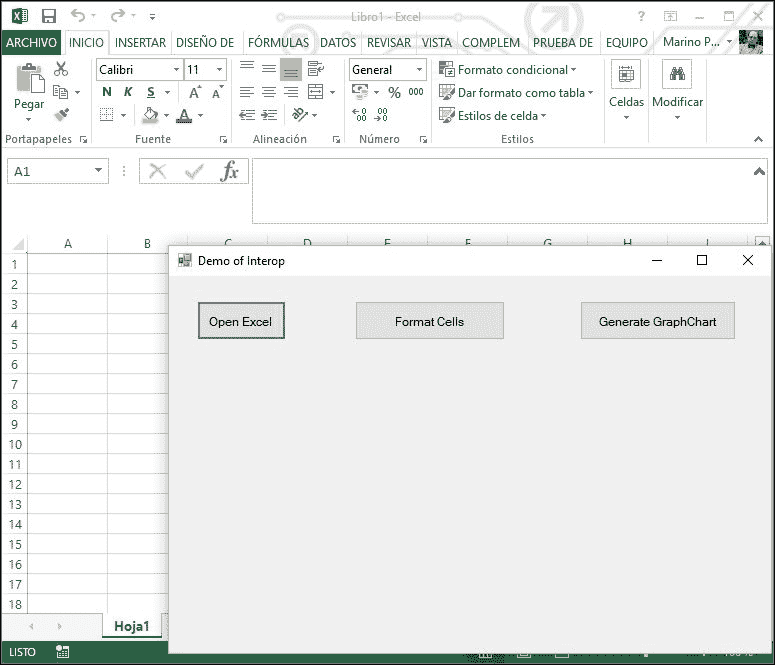 Libro1 - Excel
ARCHIVO INICIO INSERTAR DISEÑO DE FÓRMULAS DATOS REVISAR VISTA COMPLEM PRUEBA DE EQUIPO Marino P...
Pegar
Calibri 11
N K S A A
A
General
% 000
Formato condicional
Dar formato como tabla
Estilos de celda
Celdas
Modificar
Portapapeles Fuente Alineación Número Estilos
A1 fx
A B C D E F G H I
1
2
3
4
5
6
7
8
9
10
11
12
13
14
15
16
17
18
Demo of Interop
Open Excel Format Cells Generate GraphChart
Hoja1
LISTO